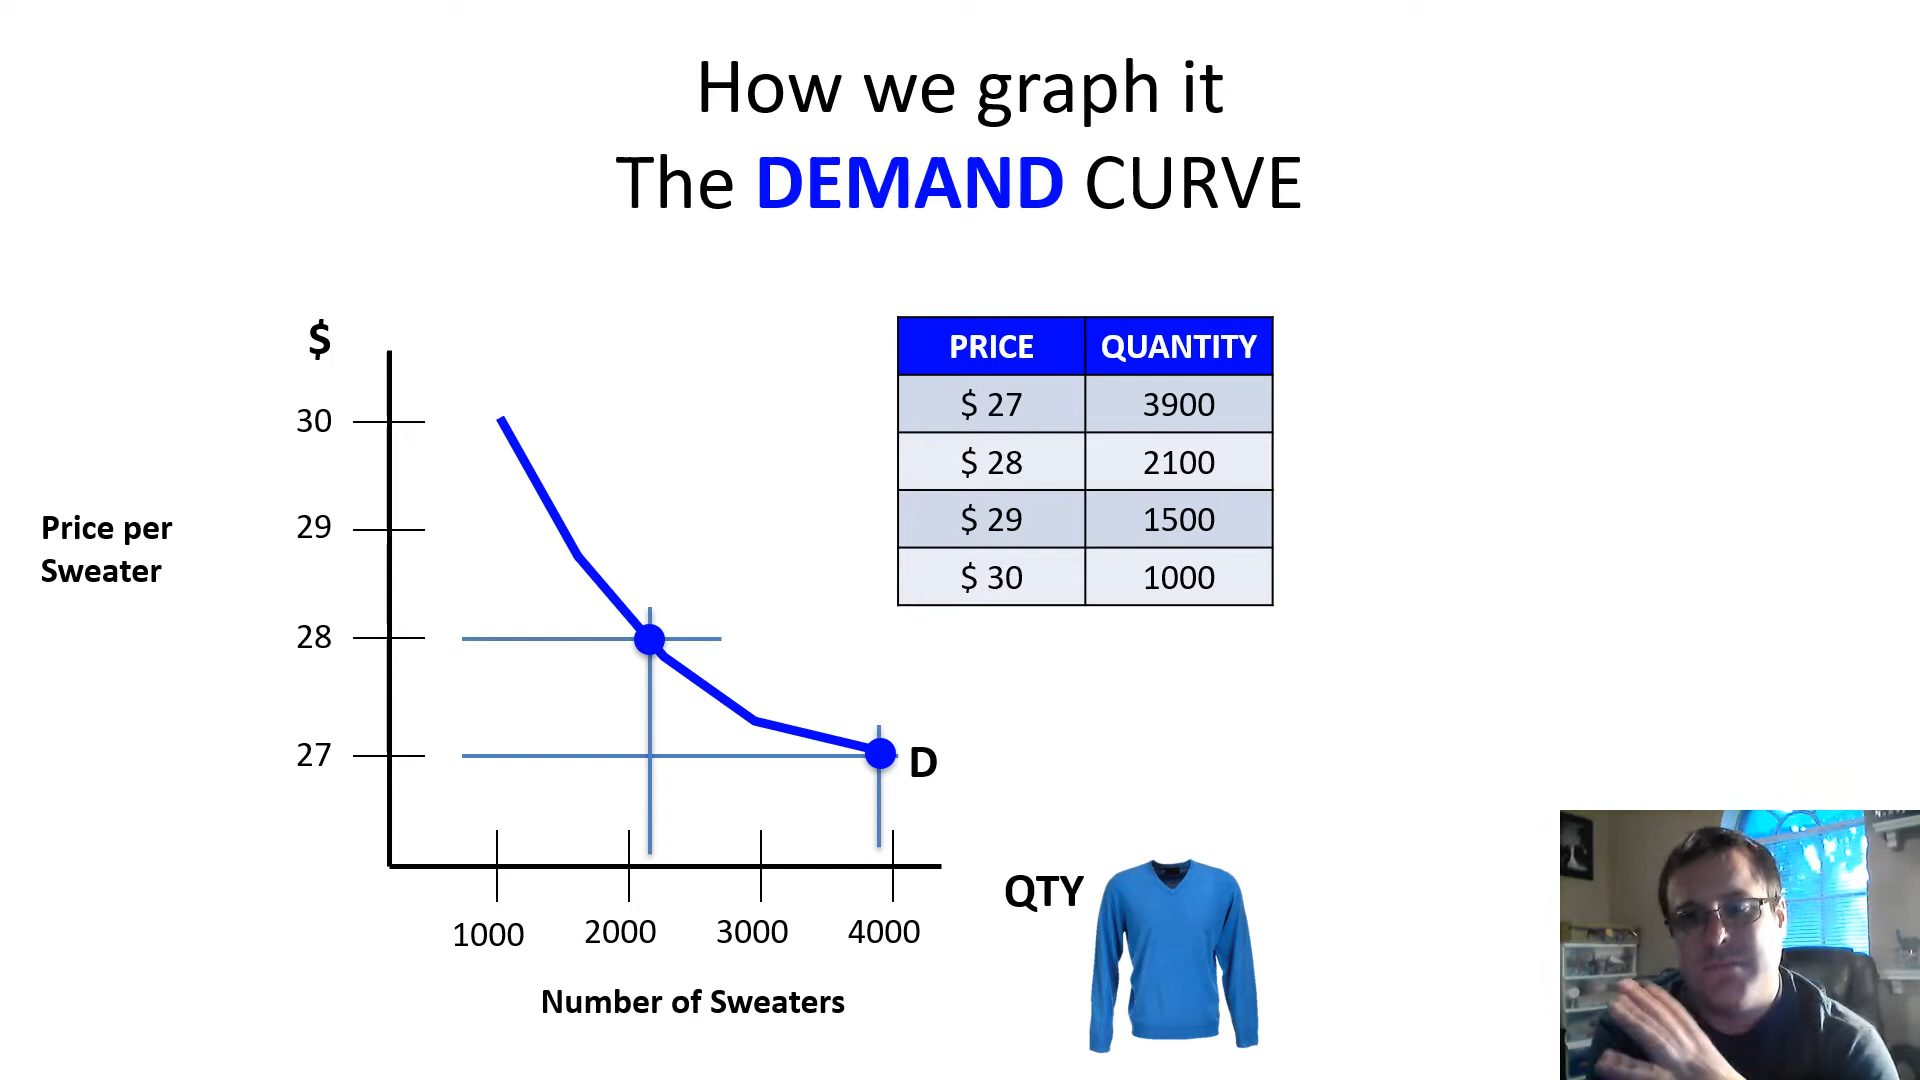 How we graph it
The DEMAND CURVE
$
30
29
28
27
Price per
Sweater
D
1000 2000 3000 4000
Number of Sweaters
QTY
PRICE QUANTITY
$ 27 3900
$ 28 2100
$ 29 1500
$ 30 1000